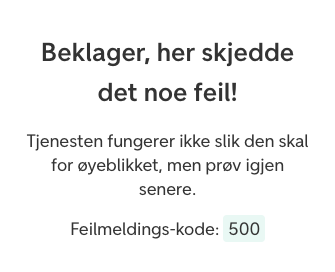 Beklager, her skjedde
det noe feil!
Tjenesten fungerer ikke slik den skal
for øyeblikket, men prøv igjen
senere.
Feilmeldings-kode: 500